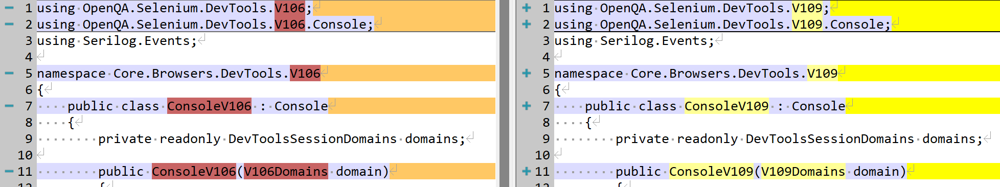 1 using OpenQA.Selenium.DevTools.V106;
2 using OpenQA.Selenium.DevTools.V106.Console;
3 using Serilog.Events;
4
5 namespace Core.Browsers.DevTools.V106
6 {
7 public class ConsoleV106 : Console
8 {
9 private readonly DevToolsSessionDomains domains;
10
11 public ConsoleV106(V106Domains domain)
{
1 using OpenQA.Selenium.DevTools.V109;
2 using OpenQA.Selenium.DevTools.V109.Console;
3 using Serilog.Events;
4
5 namespace Core.Browsers.DevTools.V109
6 {
7 public class ConsoleV109 : Console
8 {
9 private readonly DevToolsSessionDomains domains;
10
11 public ConsoleV109(V109Domains domain)
{